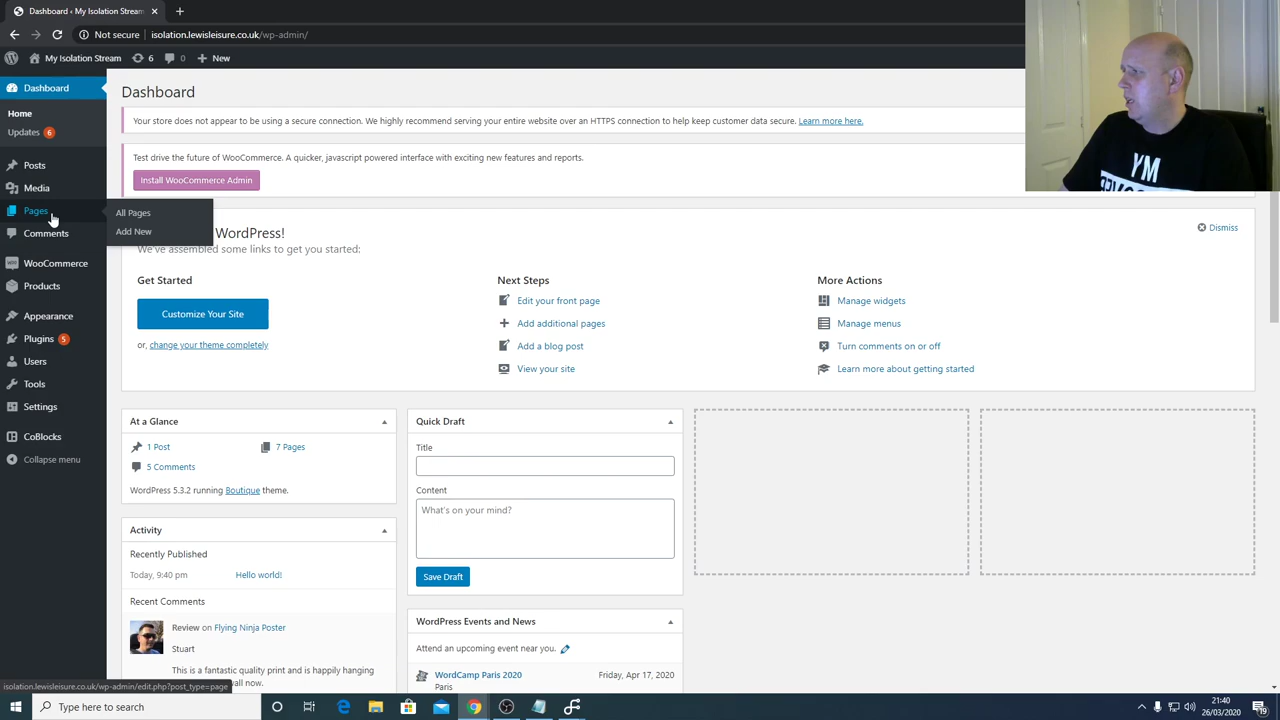 Dashboard ‹ My Isolation Stream —
Not secure | isolation.lewisleisure.co.uk/wp-admin/
My Isolation Stream 6 0 New
Dashboard
Home
Updates 6
Posts
Media
Pages
All Pages
Add New
Comments
WooCommerce
Products
Appearance
Plugins 5
Users
Tools
Settings
CoBlocks
Collapse menu
Dashboard
Your store does not appear to be using a secure connection. We highly recommend serving your entire website over an HTTPS connection to help keep customer data secure. Learn more here.
Test drive the future of WooCommerce. A quicker, javascript powered interface with exciting new features and reports.
Install WooCommerce Admin
WordPress!
We've assembled some links to get you started:
Dismiss
Get Started
Customize Your Site
or, change your theme completely
Next Steps
Edit your front page
Add additional pages
Add a blog post
View your site
More Actions
Manage widgets
Manage menus
Turn comments on or off
Learn more about getting started
At a Glance
1 Post 7 Pages
5 Comments
WordPress 5.3.2 running Boutique theme.
Activity
Recently Published
Today, 9:40 pm Hello world!
Recent Comments
Review on Flying Ninja Poster
Stuart
This is a fantastic quality print and is happily hanging
wall now.
Quick Draft
Title
Content
What's on your mind?
Save Draft
WordPress Events and News
Attend an upcoming event near you.
WordCamp Paris 2020 Friday, Apr 17, 2020
Paris
YM
isolation.lewisleisure.co.uk/wp-admin/edit.php?post_type=page
Type here to search
21:40
26/03/2020
19